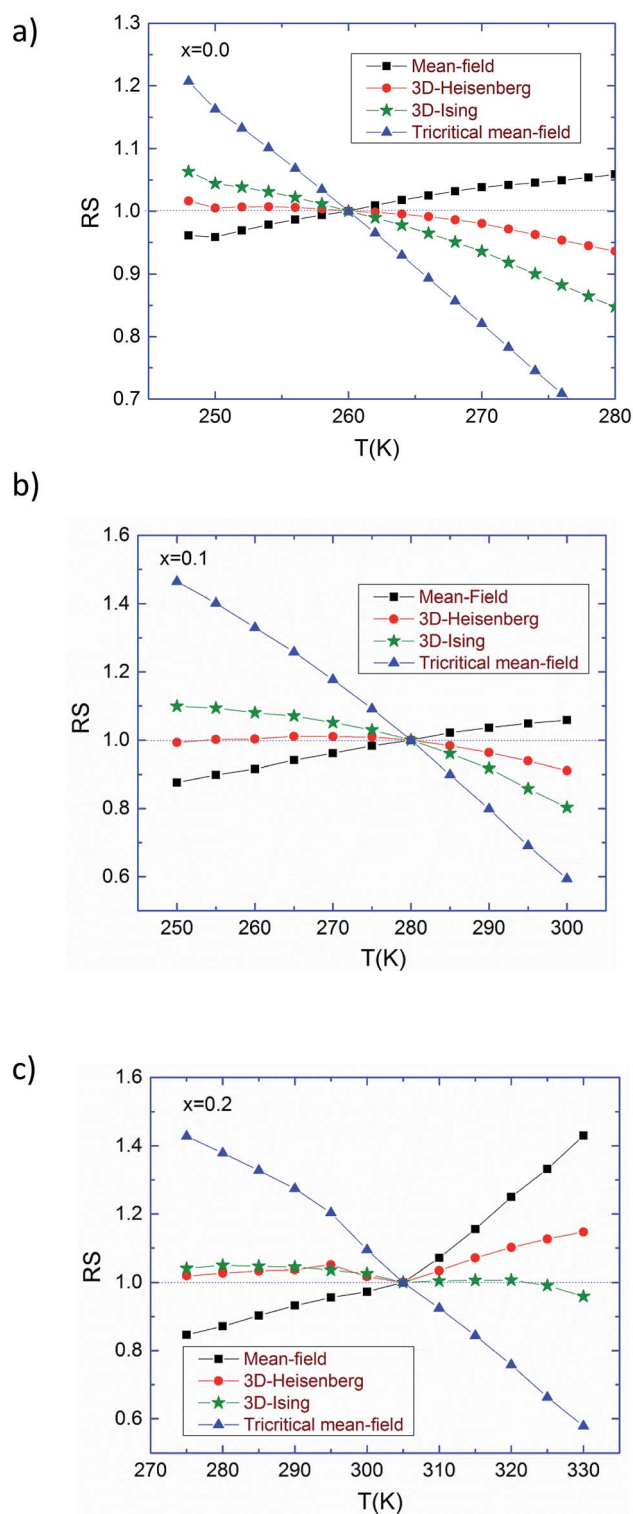 a)
x=0.0
Mean-field
3D-Heisenberg
3D-Ising
Tricritical mean-field
1.3
1.2
1.1
1.0
0.9
0.8
0.7
RS
250 260 270 280
T(K)
b)
x=0.1
Mean-Field
3D-Heisenberg
3D-Ising
Tricritical mean-field
1.6
1.4
1.2
1.0
0.8
0.6
RS
250 260 270 280 290 300
T(K)
c)
x=0.2
1.6
1.4
1.2
1.0
0.8
0.6
RS
Mean-field
3D-Heisenberg
3D-Ising
Tricritical mean-field
270 280 290 300 310 320 330
T(K)